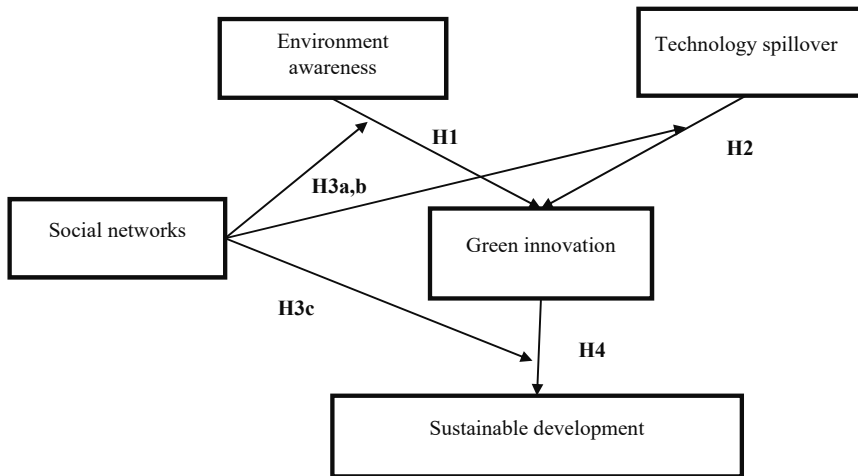 Environment
awareness
Technology spillover
H1
H2
H3a,b
Social networks
Green innovation
H3c
H4
Sustainable development